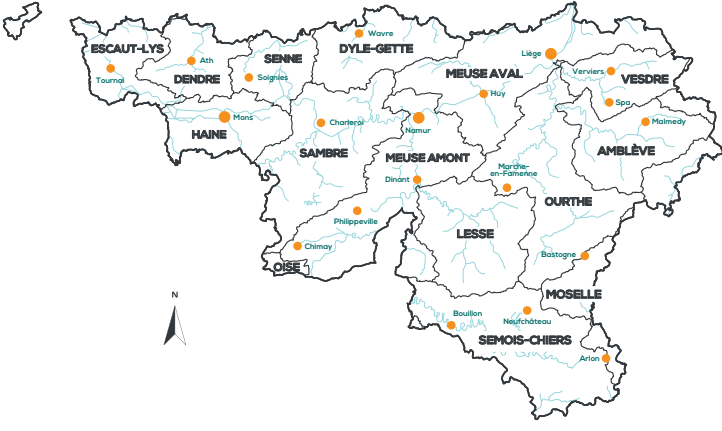 Wavre
ESCAUT-LYS
DYLE-GETTE
Liège
SENNE
Ath
MEUSE AVAL
Verviers
VESDRE
Tournai
DENDRE
Soignies
Huy
Spa
Mons
Charleroi
Namur
Malmedy
HAINE
SAMBRE
MEUSE AMONT
AMBLÈVE
Marche-
en-Famenne
Dinant
OURTHE
Philippeville
LESSE
Chimay
Bastogne
OISE
MOSELLE
N
Bouillon
Neufchâteau
SEMOIS-CHIERS
Arlon